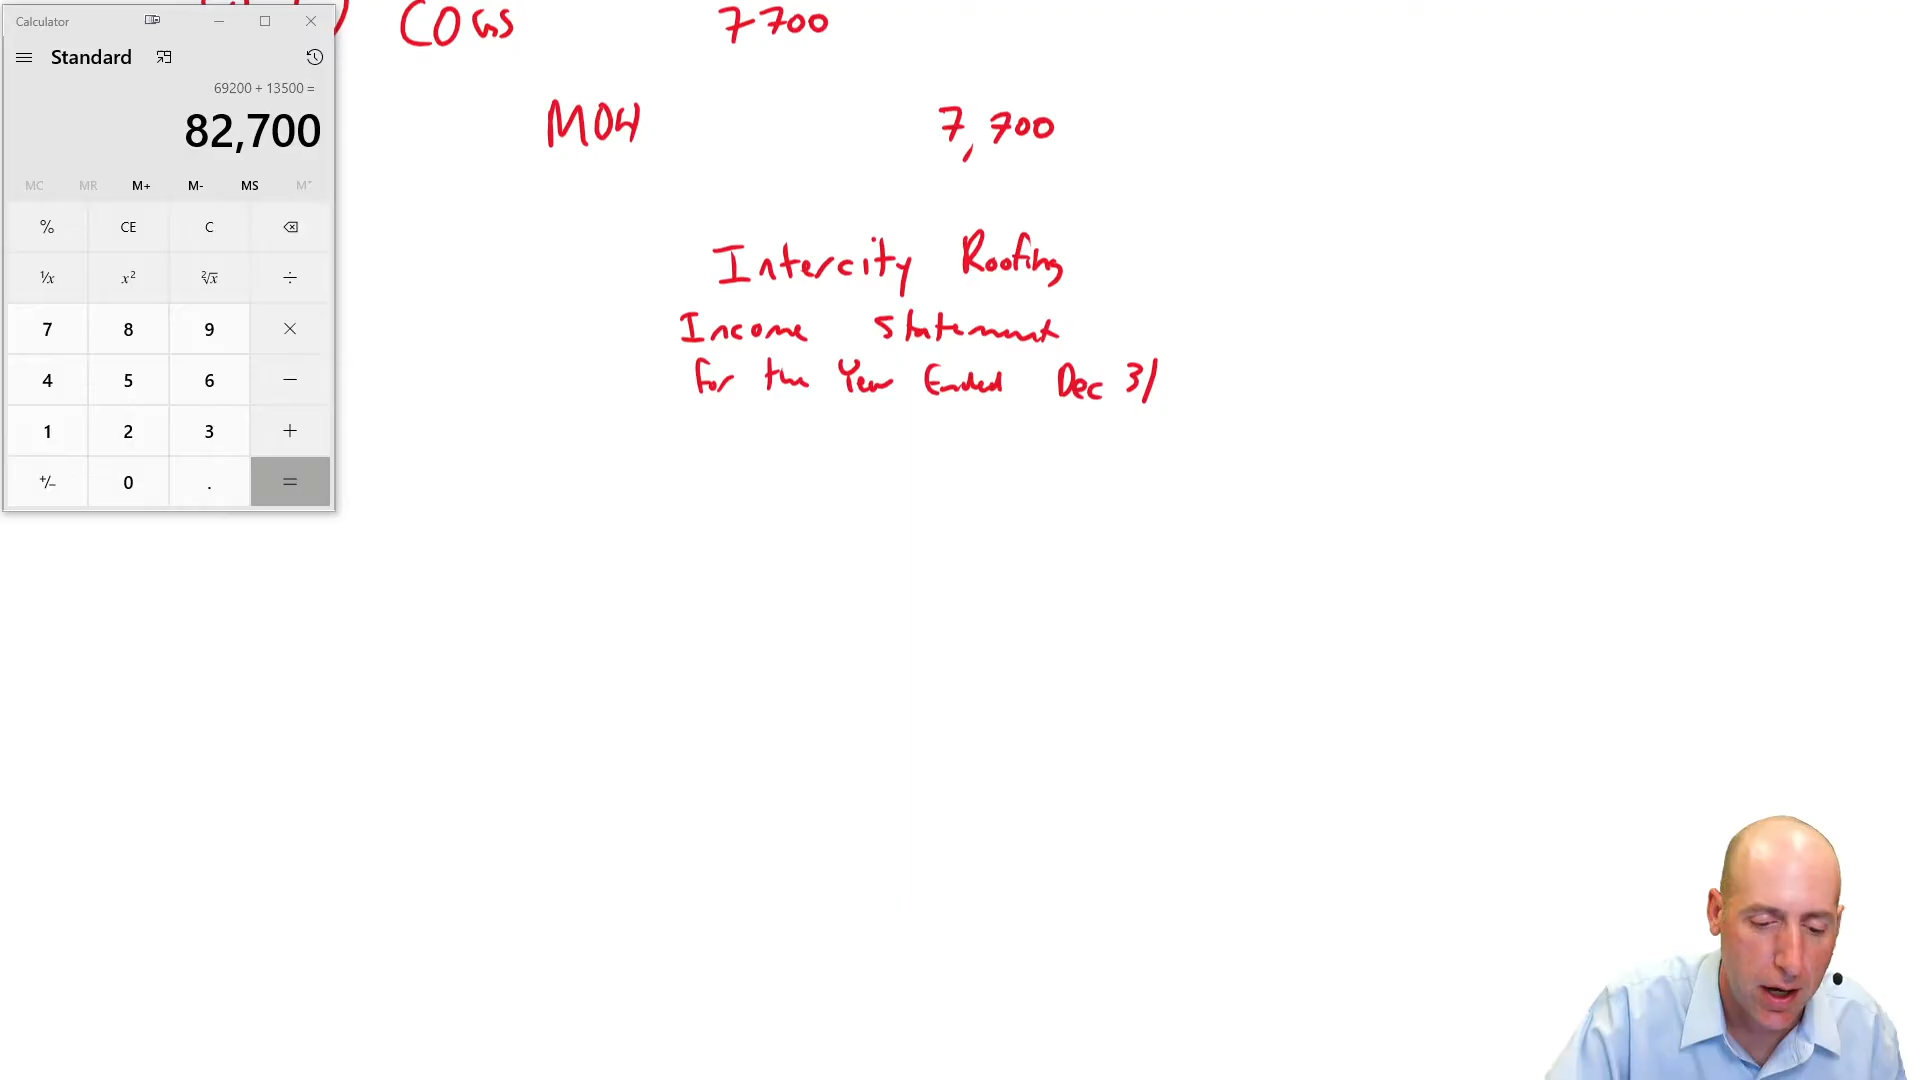 COGS 7700
MOH 7,700
Intercity Roofing
Income Statement
For the Year Ended Dec 31
Calculator
Standard
69200 + 13500 =
82,700
MC MR M+ M- MS M˅
% CE C ⌫
¹/x x² ²√x ÷
7 8 9 ×
4 5 6 −
1 2 3 +
+/− 0 . =